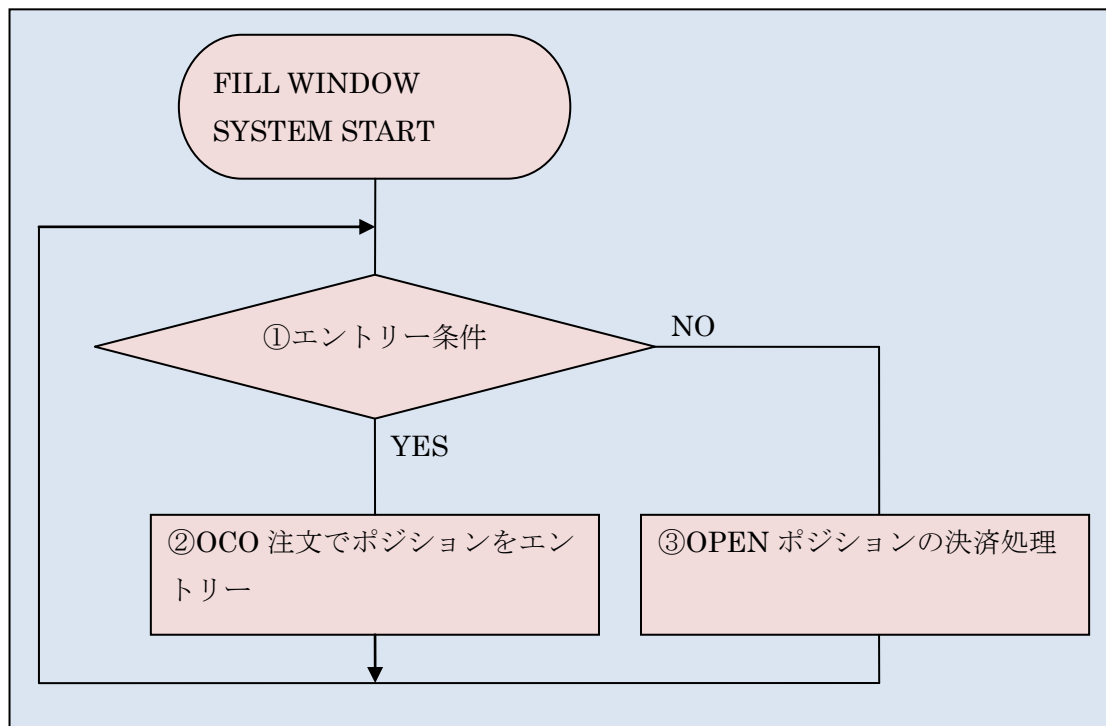 FILL WINDOW
SYSTEM START
①エントリー条件
NO
YES
②OCO 注文でポジションをエン
トリー
③OPEN ポジションの決済処理